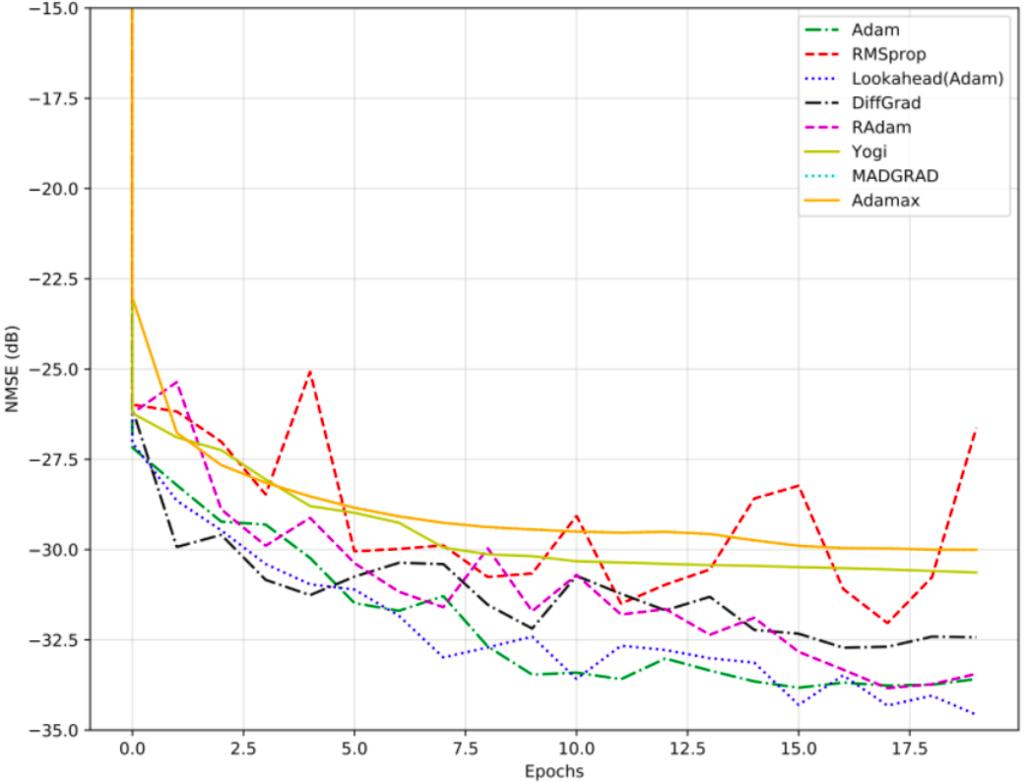 −15.0
−17.5
−20.0
−22.5
−25.0
−27.5
−30.0
−32.5
−35.0
NMSE (dB)
Adam
RMSprop
Lookahead(Adam)
DiffGrad
RAdam
Yogi
MADGRAD
Adamax
0.0 2.5 5.0 7.5 10.0 12.5 15.0 17.5
Epochs